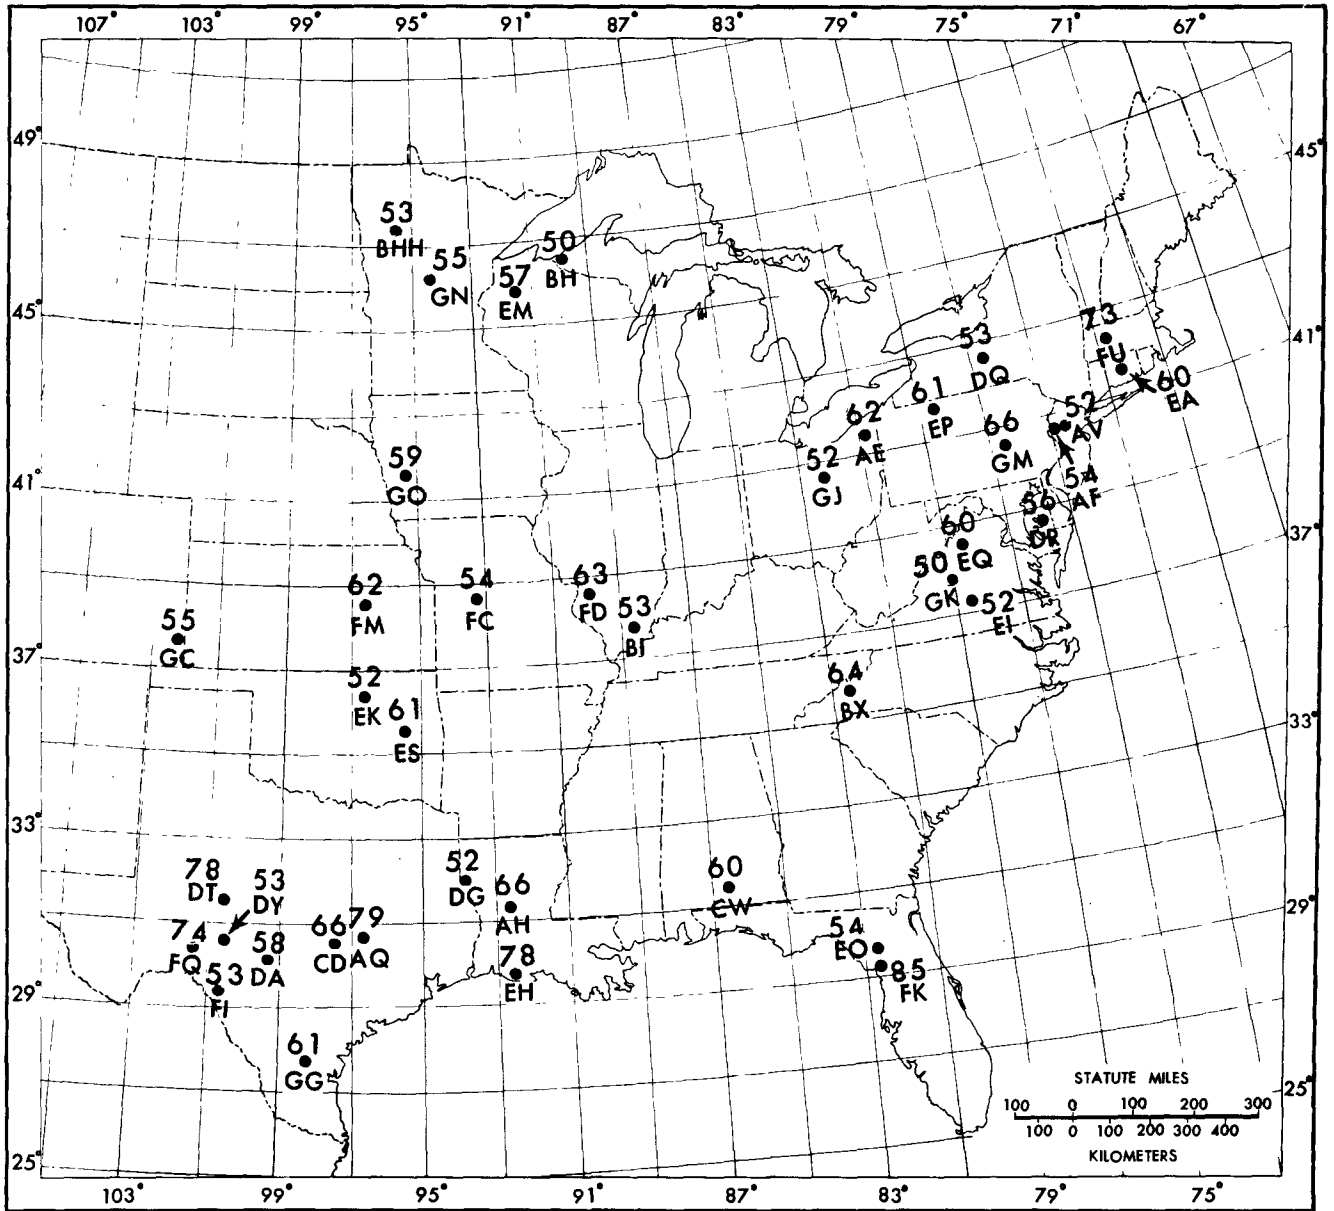 107° 103° 99° 95° 91° 87° 83° 79° 75° 71° 67°
49°
45°
45°
41°
41°
37°
37°
33°
33°
29°
29°
25°
25°
53
BHH
55
GN
57
EM
50
BH
73
FU
60
EA
53
DQ
61
EP
62
AE
52
GJ
66
GM
52
AV
54
AF
56
DR
60
EQ
50
GK
52
EI
59
GO
62
FM
54
FC
63
FD
53
BI
55
GC
52
EK
61
ES
64
BX
78
DT
53
DY
74
FQ
58
DA
66
CD
79
AQ
53
FI
52
DG
66
AH
78
EH
60
CW
54
EO
85
FK
61
GG
STATUTE MILES
100 0 100 200 300
100 0 100 200 300 400
KILOMETERS
103° 99° 95° 91° 87° 83° 79° 75°